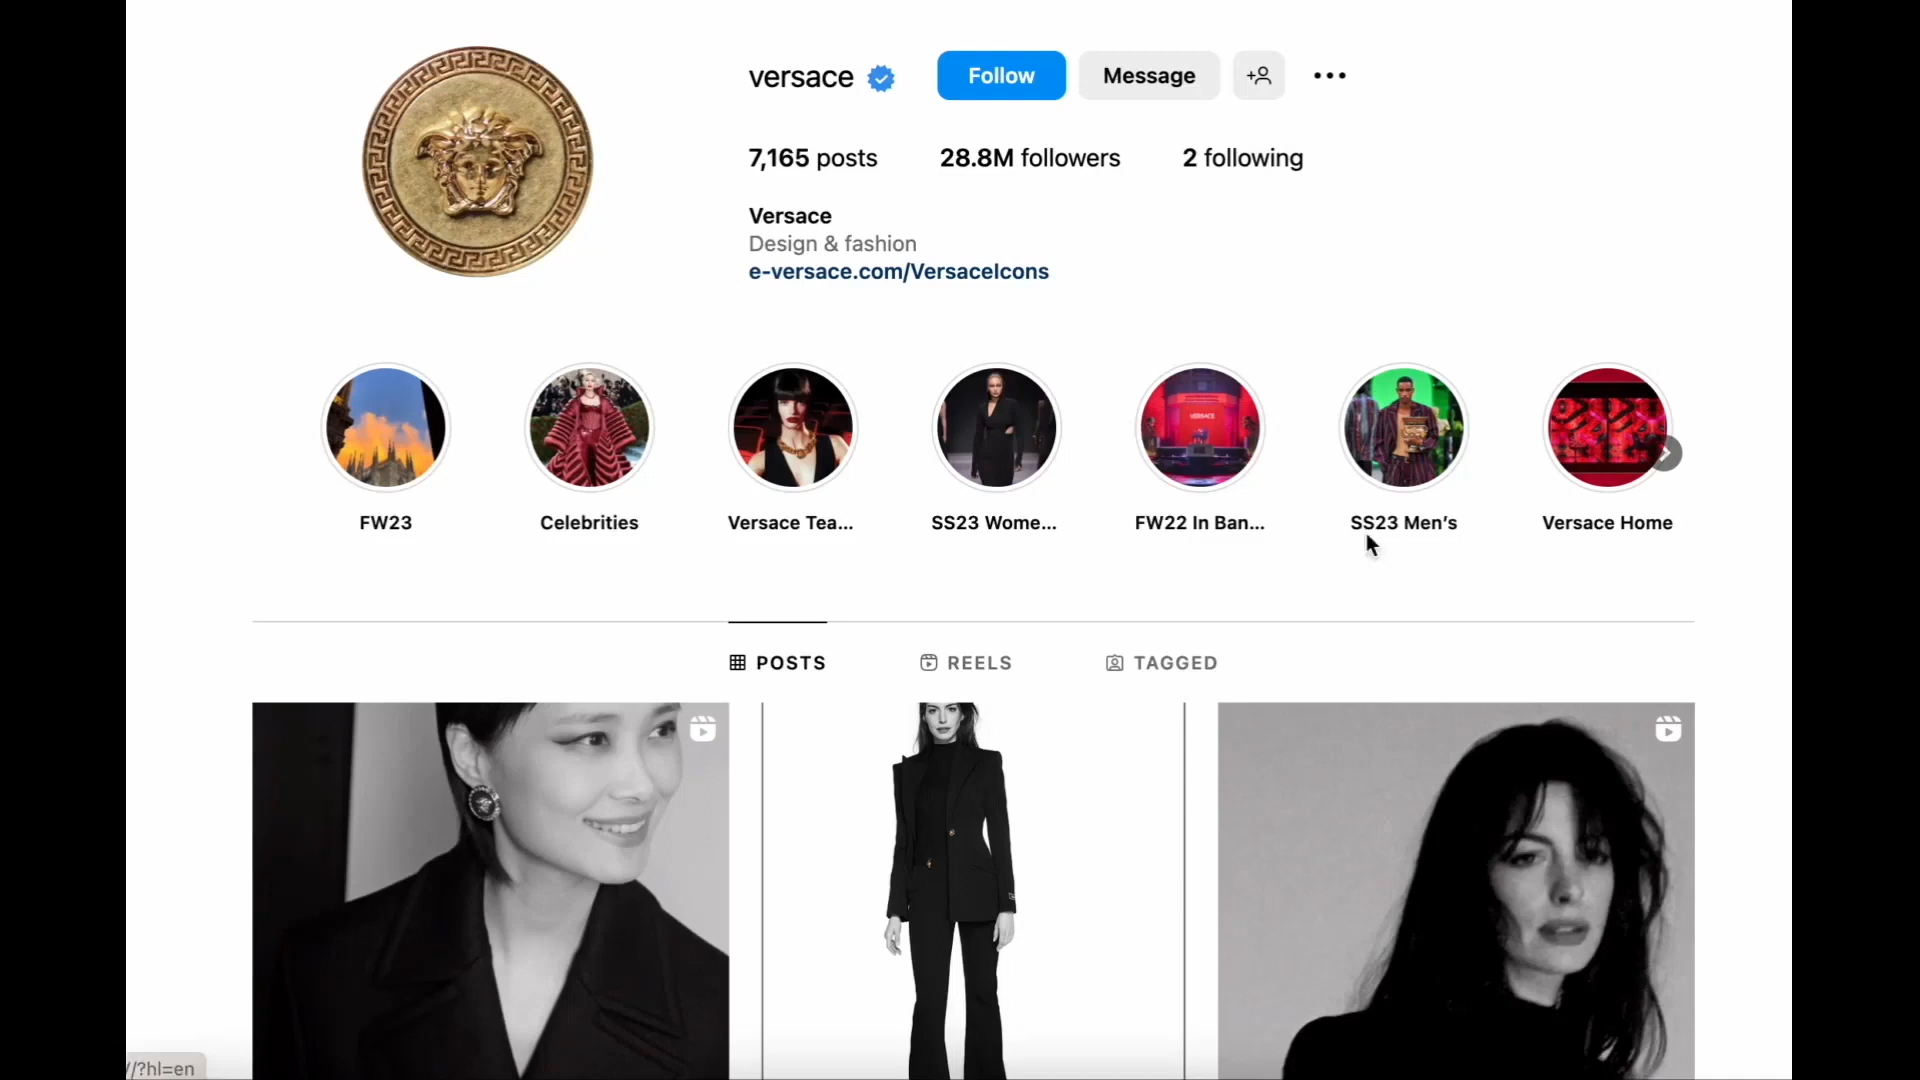 versace
Follow
Message
7,165 posts
28.8M followers
2 following
Versace
Design & fashion
e-versace.com/VersaceIcons
VERSACE
FW23
Celebrities
Versace Tea...
SS23 Wome...
FW22 In Ban...
SS23 Men’s
Versace Home
POSTS
REELS
TAGGED
//?hl=en